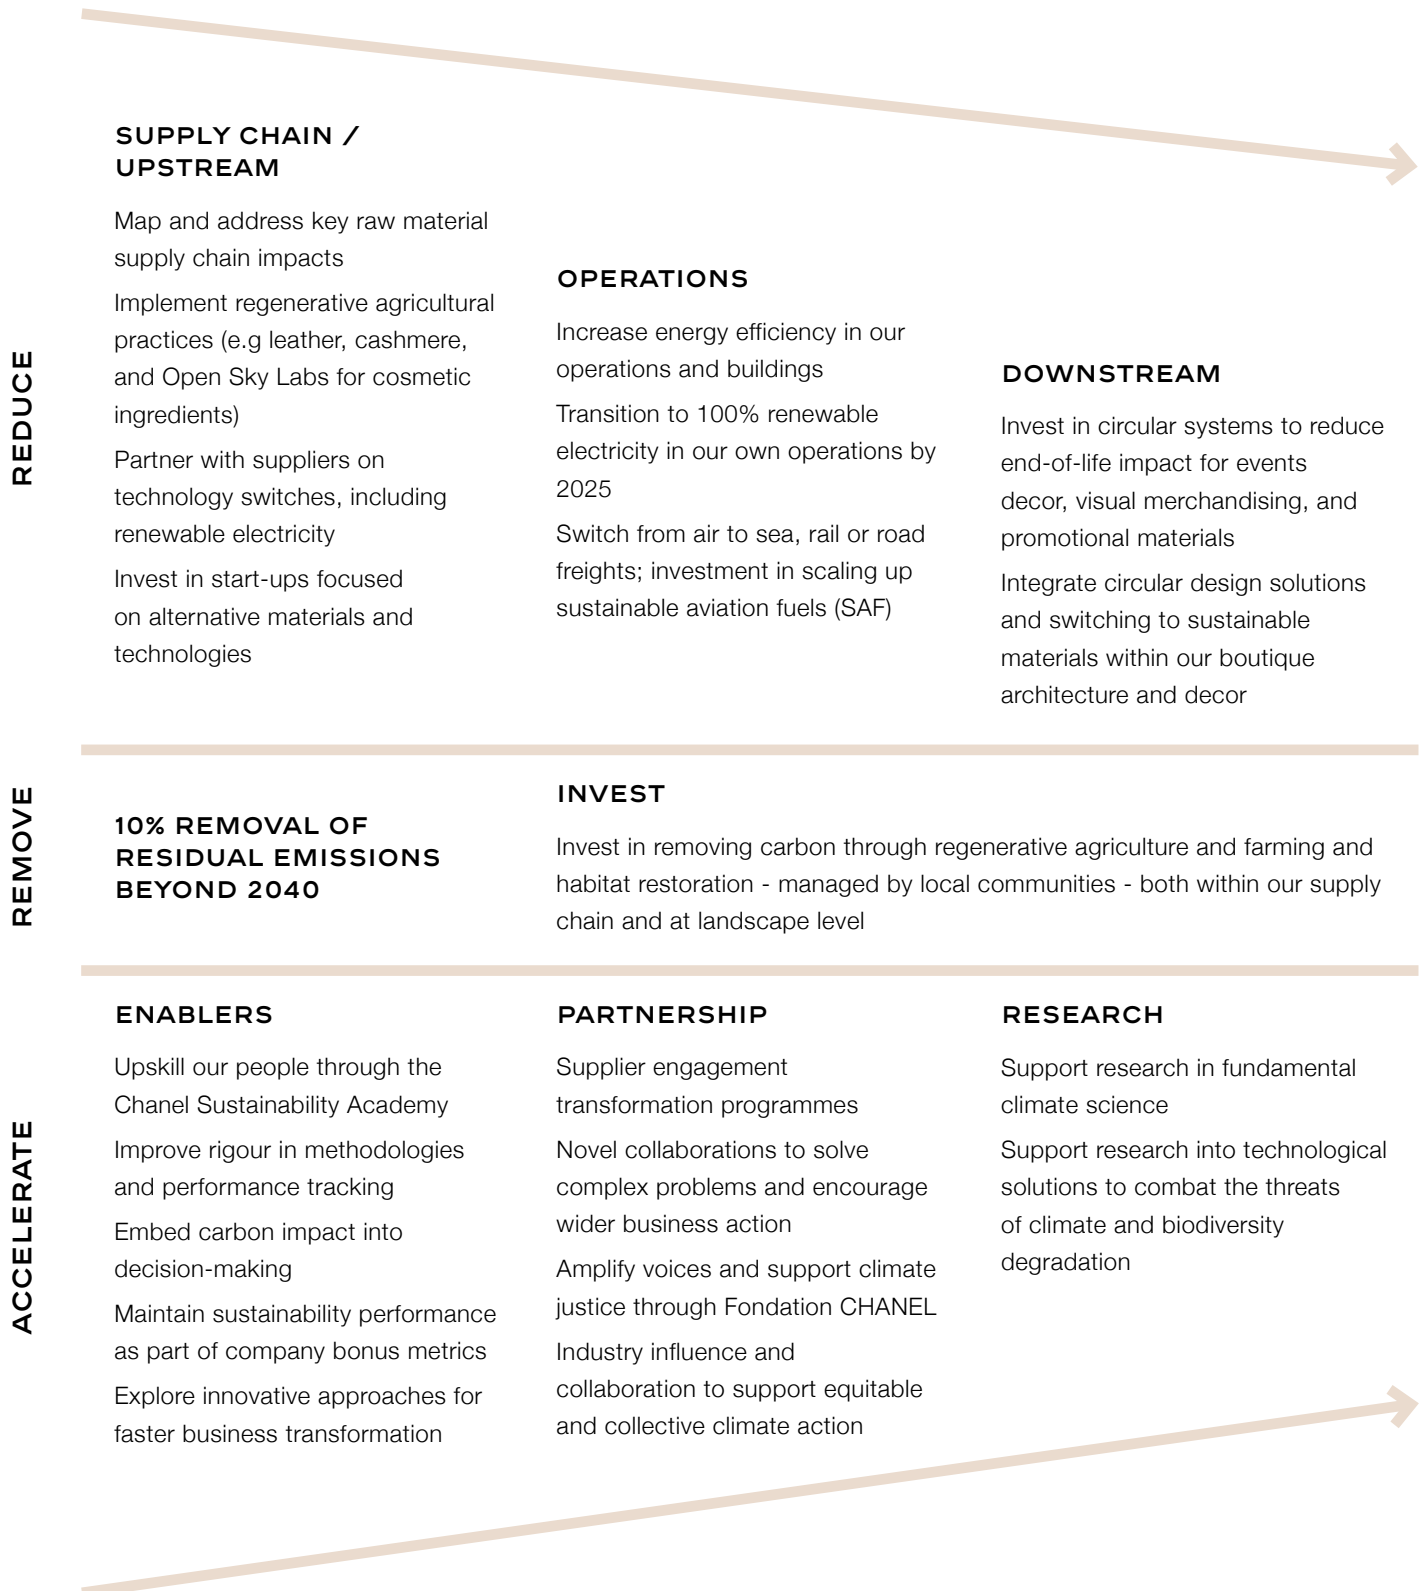 REDUCE
SUPPLY CHAIN /
UPSTREAM
Map and address key raw material
supply chain impacts
Implement regenerative agricultural
practices (e.g leather, cashmere,
and Open Sky Labs for cosmetic
ingredients)
Partner with suppliers on
technology switches, including
renewable electricity
Invest in start-ups focused
on alternative materials and
technologies
OPERATIONS
Increase energy efficiency in our
operations and buildings
Transition to 100% renewable
electricity in our own operations by
2025
Switch from air to sea, rail or road
freights; investment in scaling up
sustainable aviation fuels (SAF)
DOWNSTREAM
Invest in circular systems to reduce
end-of-life impact for events
decor, visual merchandising, and
promotional materials
Integrate circular design solutions
and switching to sustainable
materials within our boutique
architecture and decor
REMOVE
10% REMOVAL OF
RESIDUAL EMISSIONS
BEYOND 2040
INVEST
Invest in removing carbon through regenerative agriculture and farming and
habitat restoration - managed by local communities - both within our supply
chain and at landscape level
ACCELERATE
ENABLERS
Upskill our people through the
Chanel Sustainability Academy
Improve rigour in methodologies
and performance tracking
Embed carbon impact into
decision-making
Maintain sustainability performance
as part of company bonus metrics
Explore innovative approaches for
faster business transformation
PARTNERSHIP
Supplier engagement
transformation programmes
Novel collaborations to solve
complex problems and encourage
wider business action
Amplify voices and support climate
justice through Fondation CHANEL
Industry influence and
collaboration to support equitable
and collective climate action
RESEARCH
Support research in fundamental
climate science
Support research into technological
solutions to combat the threats
of climate and biodiversity
degradation